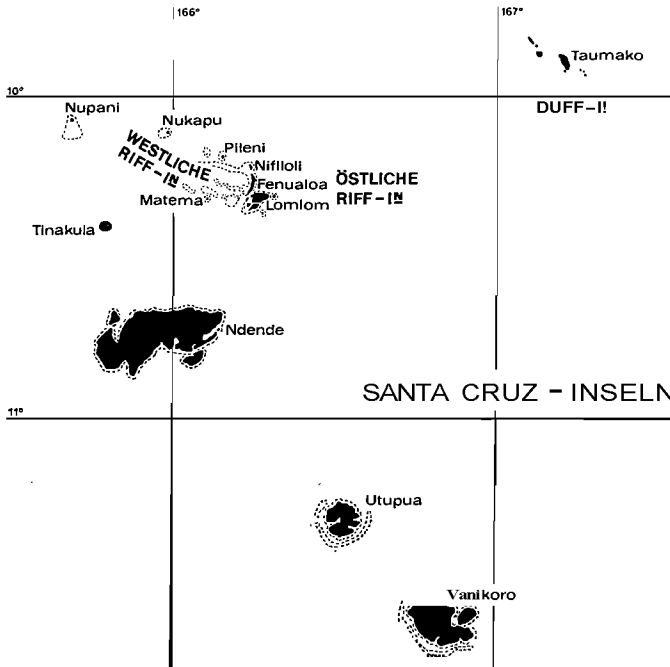 166° 167°
Taumako
10°
DUFF-I!
Nupani
Nukapu
Pileni
WESTLICHE
RIFF-IN
Nifiloli
Fenualoa
ÖSTLICHE
RIFF-IN
Matema
Lomlom
Tinakula
Ndende
SANTA CRUZ - INSELN
11°
Utupua
Vanikoro